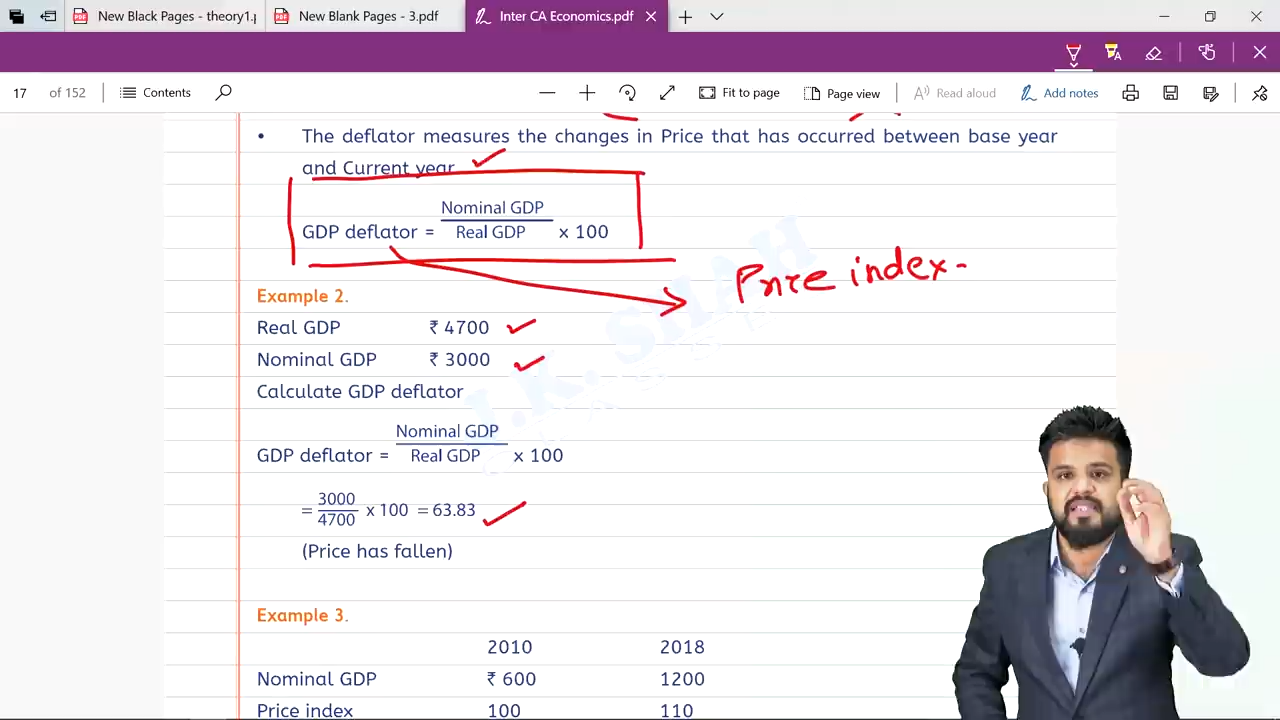 New Black Pages - theory1.p
New Blank Pages - 3.pdf
Inter CA Economics.pdf
17 of 152
Contents
Fit to page
Page view
Read aloud
Add notes
• The deflator measures the changes in Price that has occurred between base year
and Current year
GDP deflator = Nominal GDP / Real GDP x 100
Price index
Example 2.
Real GDP ₹ 4700
Nominal GDP ₹ 3000
Calculate GDP deflator
GDP deflator = Nominal GDP / Real GDP x 100
= 3000 / 4700 x 100 = 63.83
(Price has fallen)
Example 3.
2010 2018
Nominal GDP ₹ 600 1200
Price index 100 110
J.K. SHAH